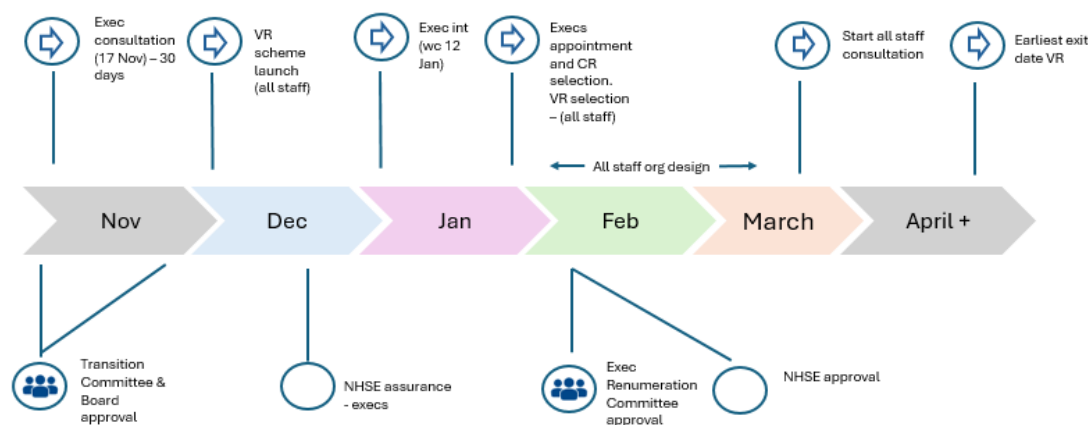 Exec
consultation
(17 Nov) – 30
days
VR
scheme
launch
(all staff)
Exec int
(wc 12
Jan)
Execs
appointment
and CR
selection.
VR selection
– (all staff)
Start all staff
consultation
Earliest exit
date VR
All staff org design
Nov
Dec
Jan
Feb
March
April +
Transition
Committee &
Board
approval
NHSE assurance
- execs
Exec
Renumeration
Committee
approval
NHSE approval